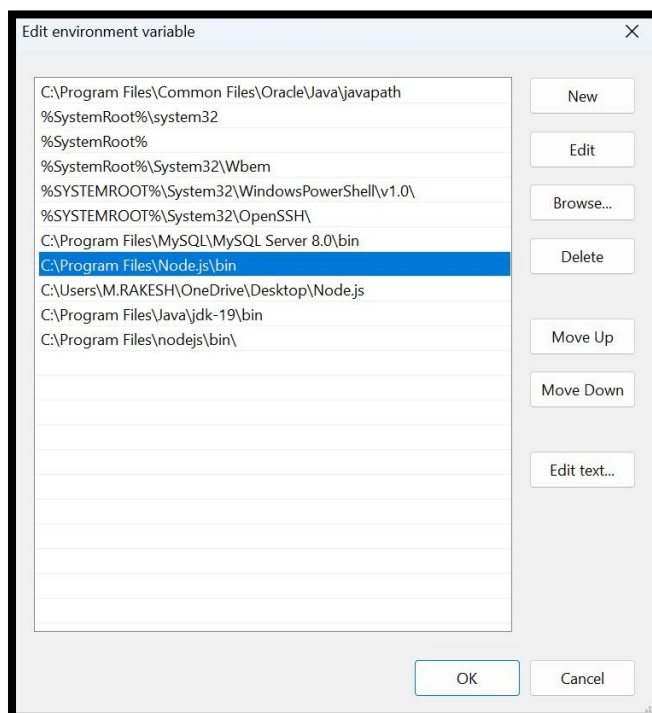 Edit environment variable
C:\Program Files\Common Files\Oracle\Java\javapath
%SystemRoot%\system32
%SystemRoot%
%SystemRoot%\System32\Wbem
%SYSTEMROOT%\System32\WindowsPowerShell\v1.0\
%SYSTEMROOT%\System32\OpenSSH\
C:\Program Files\MySQL\MySQL Server 8.0\bin
C:\Program Files\Node.js\bin
C:\Users\M.RAKESH\OneDrive\Desktop\Node.js
C:\Program Files\Java\jdk-19\bin
C:\Program Files\nodejs\bin\
New
Edit
Browse...
Delete
Move Up
Move Down
Edit text...
OK
Cancel